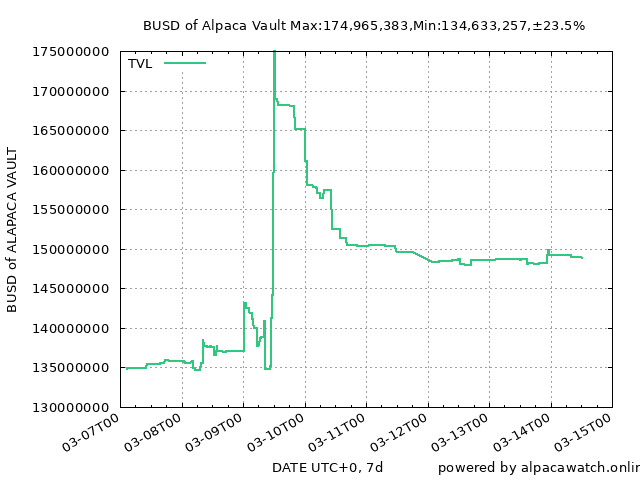 BUSD of Alpaca Vault Max:174,965,383,Min:134,633,257,±23.5%
TVL
175000000
170000000
165000000
160000000
155000000
150000000
145000000
140000000
135000000
130000000
BUSD of ALAPACA VAULT
03-07T00
03-08T00
03-09T00
03-10T00
03-11T00
03-12T00
03-13T00
03-14T00
03-15T00
DATE UTC+0, 7d
powered by alpacawatch.onlin